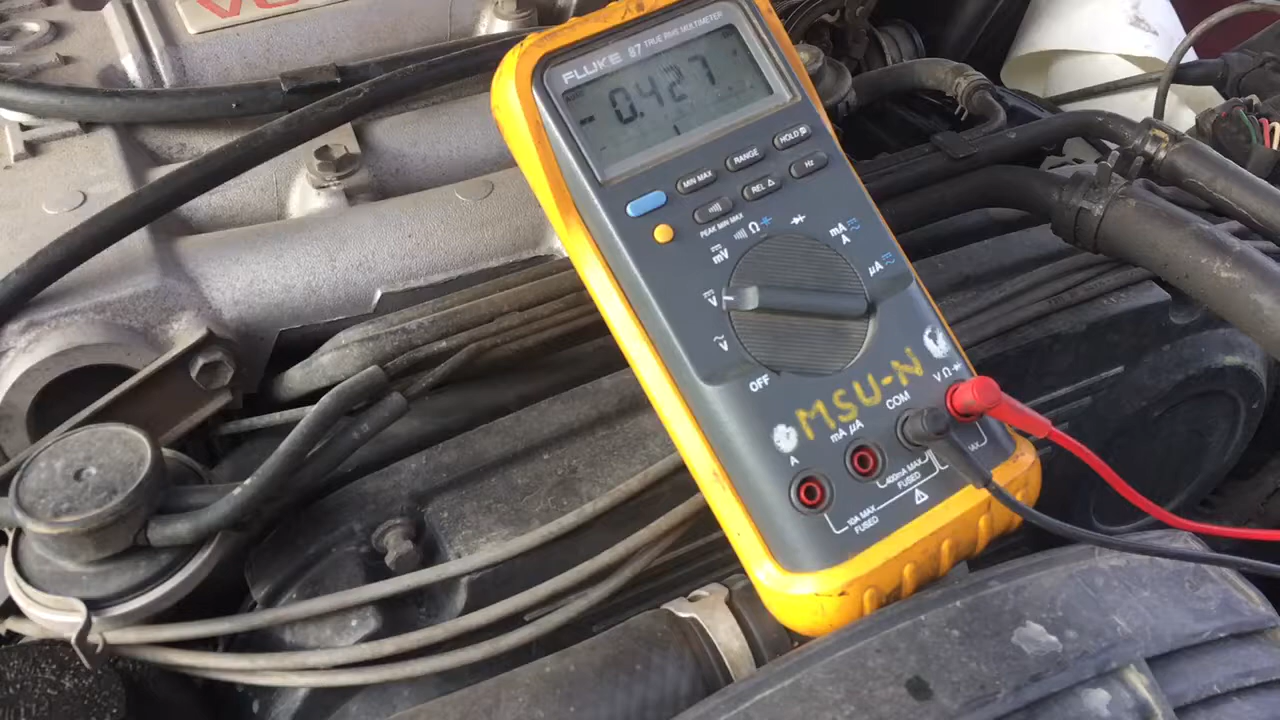 FLUKE 87 TRUE RMS MULTIMETER
-0.427
MIN MAX
RANGE
HOLD
REL Δ
Hz
PEAK MIN MAX
mV
Ω
mA
A
V
µA
V
OFF
MSU-N
A
mA µA
COM
V Ω
400mA MAX
FUSED
10A MAX
FUSED